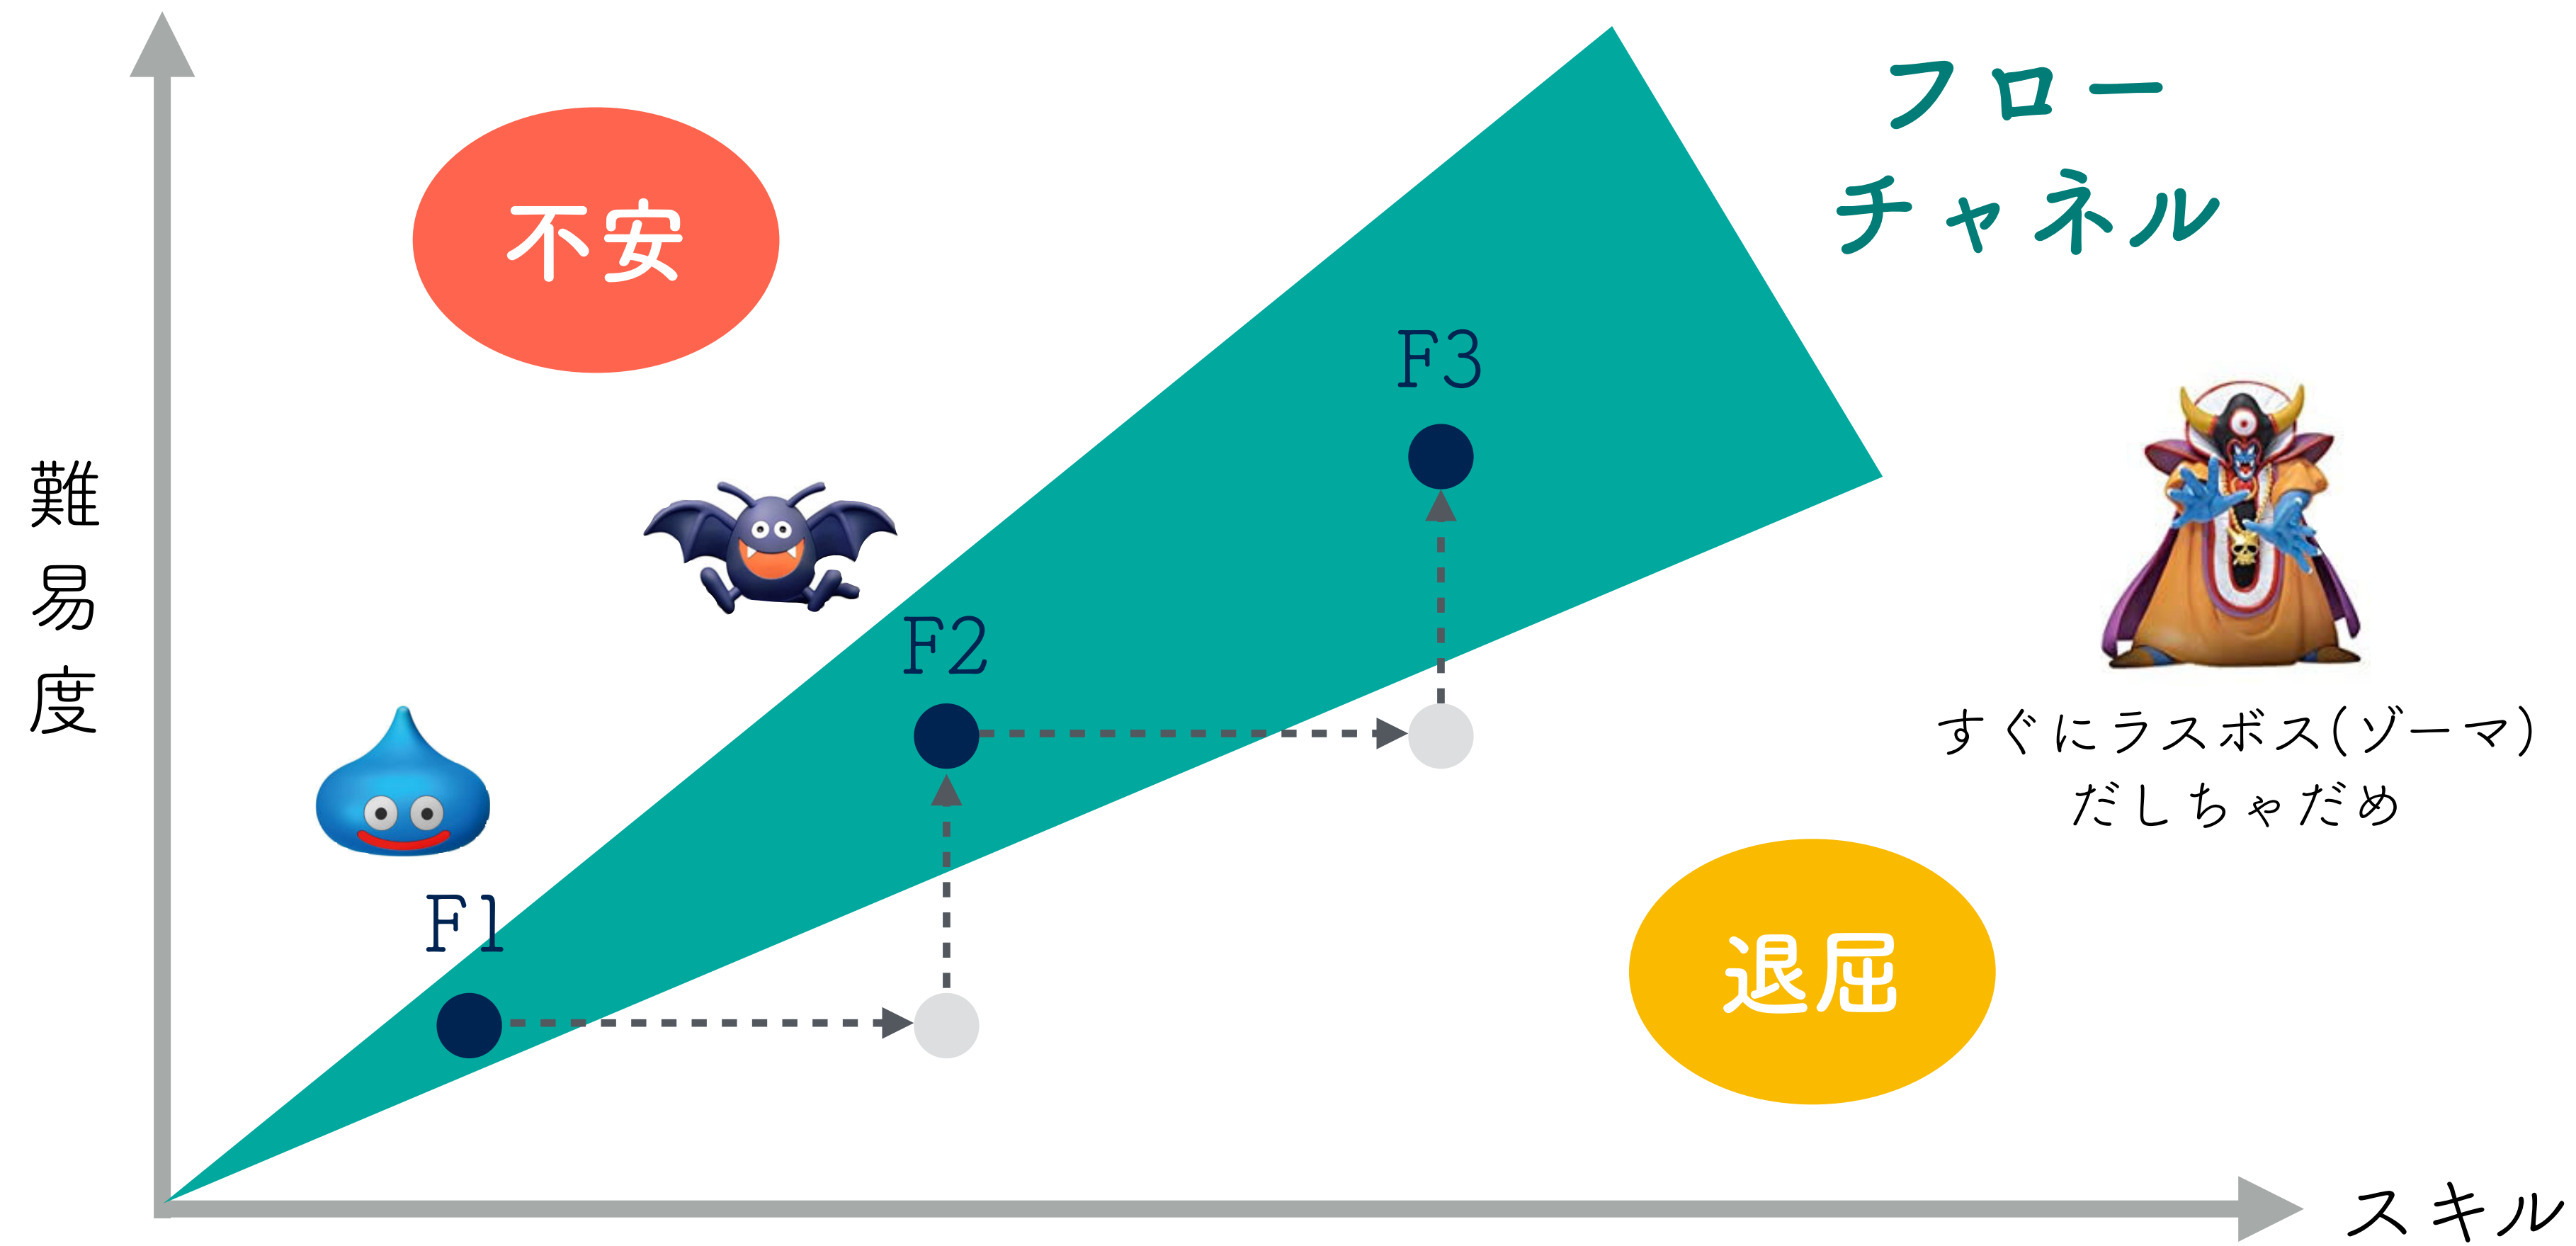 フロー
チャネル
不安
F3
難易度
F2
すぐにラスボス(ゾーマ)
だしちゃだめ
F1
退屈
スキル